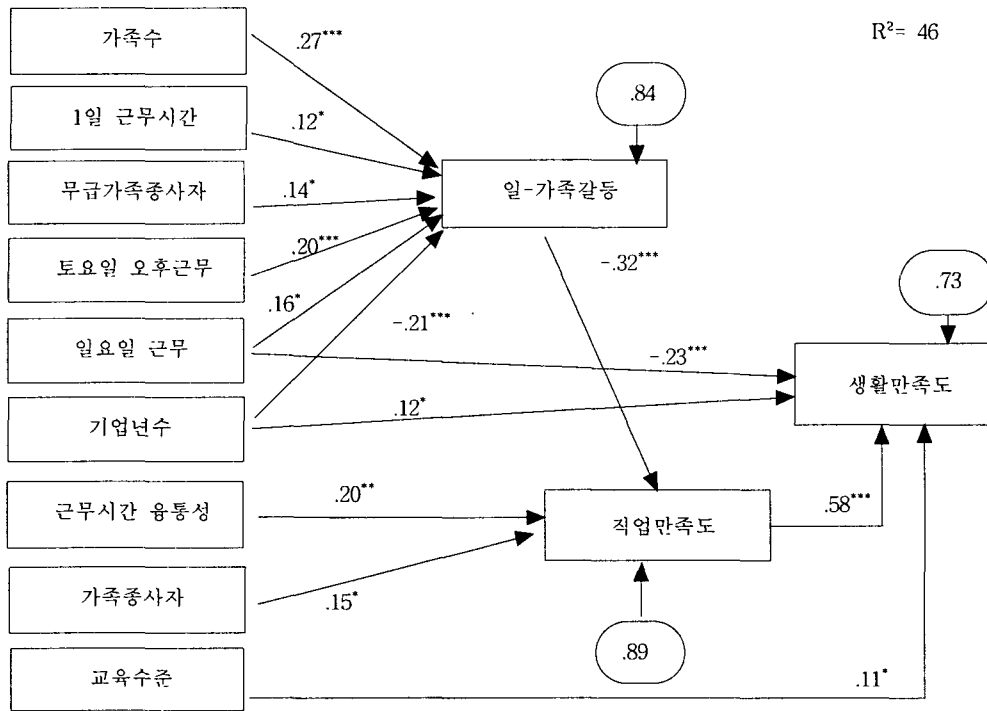 가족수
.27***
R²= 46
1일 근무시간
.12*
.84
무급가족종사자
.14*
일-가족갈등
토요일 오후근무
.20***
-.32***
.16*
-.21***
.73
일요일 근무
-.23***
생활만족도
기업년수
.12*
근무시간 융통성
.20**
직업만족도
.58***
가족종사자
.15*
.89
교육수준
.11*